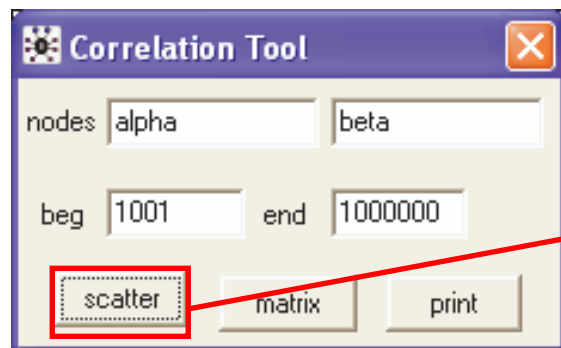 Correlation Tool
nodes alpha beta
beg 1001 end 1000000
scatter matrix print